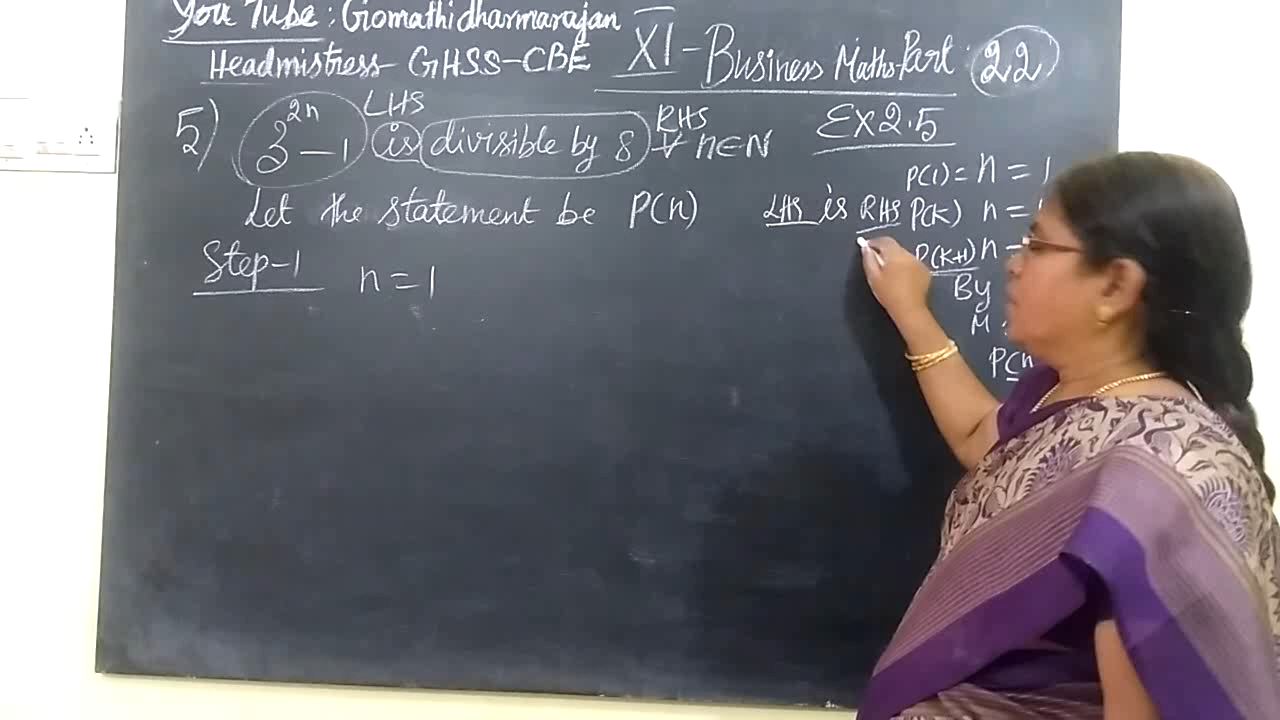 You Tube : Gomathidharmarajan
Headmistress GHSS-CBE
XI - Business Maths Part : 22
Ex 2.5
5) 3^2n - 1 is divisible by 8 ∀ n∈N
LHS RHS
Let the statement be P(n)
LHS is RHS
Step-1 n = 1
P(1) = n = 1
P(k) n =
P(k+1) n
By
M
P(n